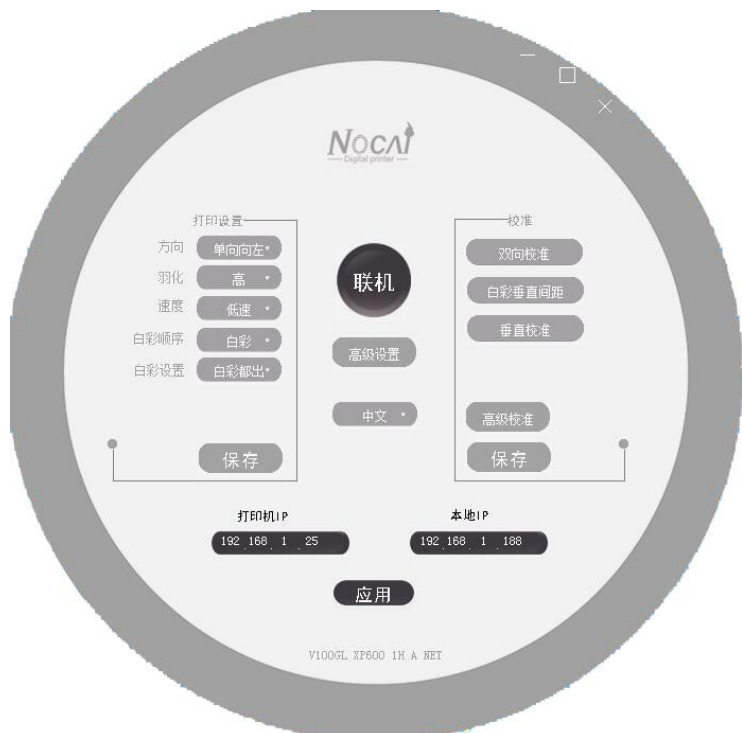 NOCAI
Digital printer
打印设置
方向 单向向左
羽化 高
速度 低速
白彩顺序 白彩
白彩设置 白彩都出
保存
联机
高级设置
中文
校准
双向校准
白彩垂直间距
垂直校准
高级校准
保存
打印机IP
192.168.1.25
本地IP
192.168.1.188
应用
V100GL XP600 1H A NET